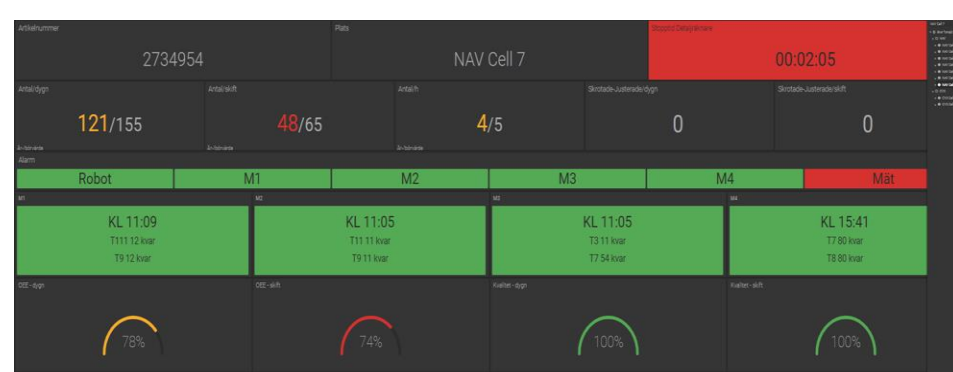 Artikelnummer
Plats
2734954
NAV Cell 7
00:02:05
Antal/dygn
Antal/skift
Antal/h
Skrotade-Justerade/dygn
Skrotade-Justerade/skift
121/155
48/65
4/5
0
0
Alarm
Robot
M1
M2
M3
M4
Mät
M1
M2
M3
M4
KL 11:09
KL 11:05
KL 11:05
KL 15:41
T111 12 kvar
T11 11 kvar
T3 11 kvar
T7 80 kvar
T9 12 kvar
T9 11 kvar
T7 54 kvar
T8 80 kvar
OEE - dygn
OEE - skift
Kvalitet - dygn
Kvalitet - skift
78%
74%
100%
100%